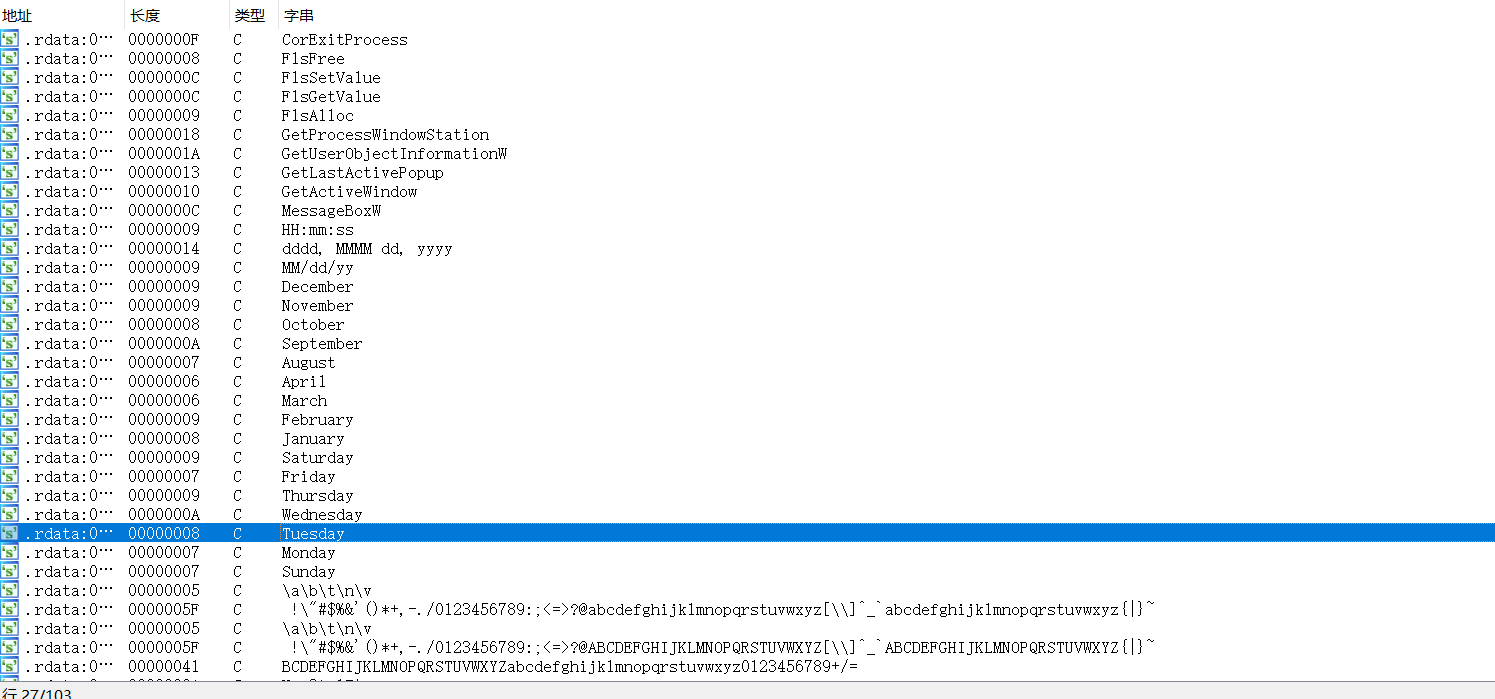 地址 长度 类型 字串
.rdata:0… 0000000F C CorExitProcess
.rdata:0… 00000008 C FlsFree
.rdata:0… 0000000C C FlsSetValue
.rdata:0… 0000000C C FlsGetValue
.rdata:0… 00000009 C FlsAlloc
.rdata:0… 00000018 C GetProcessWindowStation
.rdata:0… 0000001A C GetUserObjectInformationW
.rdata:0… 00000013 C GetLastActivePopup
.rdata:0… 00000010 C GetActiveWindow
.rdata:0… 0000000C C MessageBoxW
.rdata:0… 00000009 C HH:mm:ss
.rdata:0… 00000014 C dddd, MMMM dd, yyyy
.rdata:0… 00000009 C MM/dd/yy
.rdata:0… 00000009 C December
.rdata:0… 00000009 C November
.rdata:0… 00000008 C October
.rdata:0… 0000000A C September
.rdata:0… 00000007 C August
.rdata:0… 00000006 C April
.rdata:0… 00000006 C March
.rdata:0… 00000009 C February
.rdata:0… 00000008 C January
.rdata:0… 00000009 C Saturday
.rdata:0… 00000007 C Friday
.rdata:0… 00000009 C Thursday
.rdata:0… 0000000A C Wednesday
.rdata:0… 00000008 C Tuesday
.rdata:0… 00000007 C Monday
.rdata:0… 00000007 C Sunday
.rdata:0… 00000005 C \a\b\t\n\v
.rdata:0… 0000005F C  !\"#$%&'()*+,-./0123456789:;<=>?@abcdefghijklmnopqrstuvwxyz[\\]^_`abcdefghijklmnopqrstuvwxyz{|}~
.rdata:0… 00000005 C \a\b\t\n\v
.rdata:0… 0000005F C  !\"#$%&'()*+,-./0123456789:;<=>?@ABCDEFGHIJKLMNOPQRSTUVWXYZ[\\]^_`ABCDEFGHIJKLMNOPQRSTUVWXYZ{|}~
.rdata:0… 00000041 C BCDEFGHIJKLMNOPQRSTUVWXYZabcdefghijklmnopqrstuvwxyz0123456789+/=
行 27/103